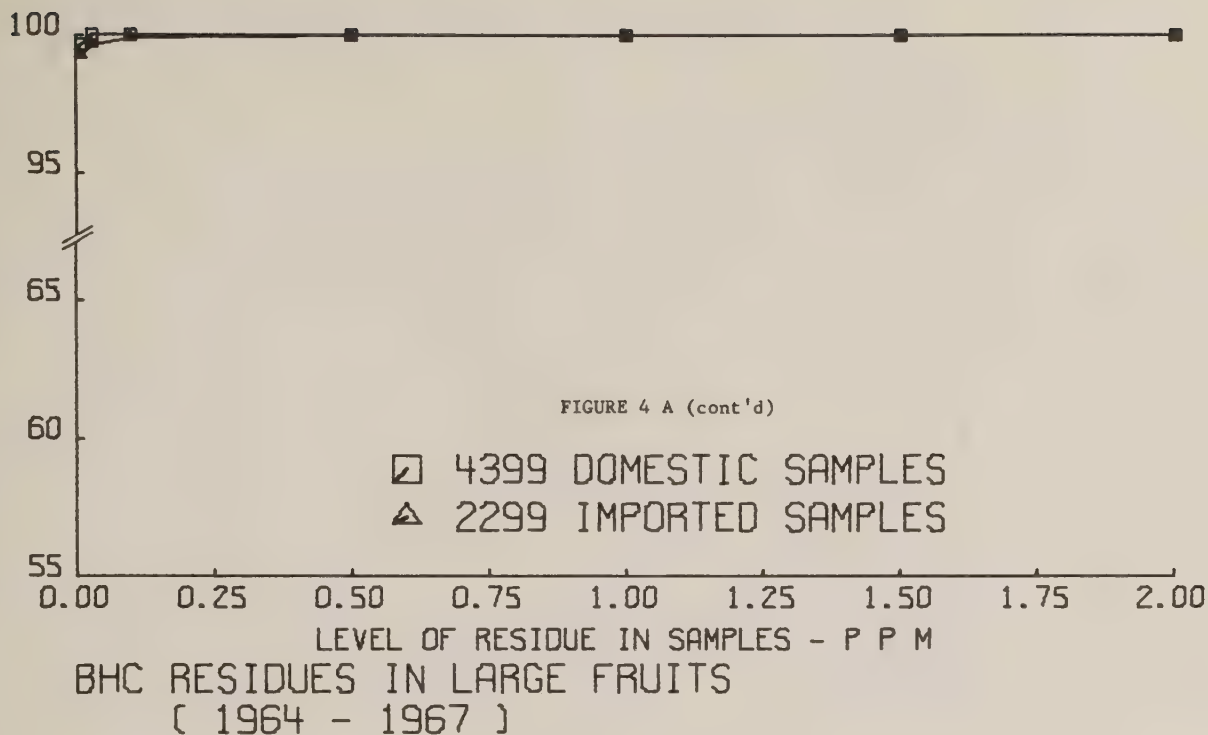 100
95
65
60
55
FIGURE 4 A (cont'd)
4399 DOMESTIC SAMPLES
2299 IMPORTED SAMPLES
0.00 0.25 0.50 0.75 1.00 1.25 1.50 1.75 2.00
LEVEL OF RESIDUE IN SAMPLES - P P M
BHC RESIDUES IN LARGE FRUITS
( 1964 - 1967 )